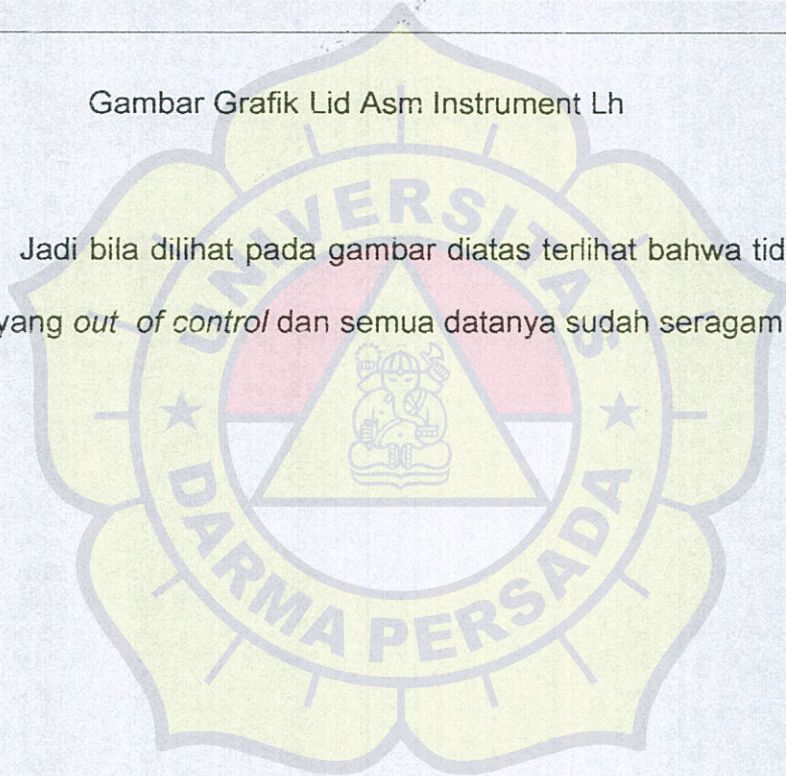 Gambar Grafik Lid Asm Instrument Lh
UNIVERSITAS
Jadi bila dilihat pada gambar diatas terlihat bahwa tid
yang out of control dan semua datanya sudah seragam
DARMA PERSADA